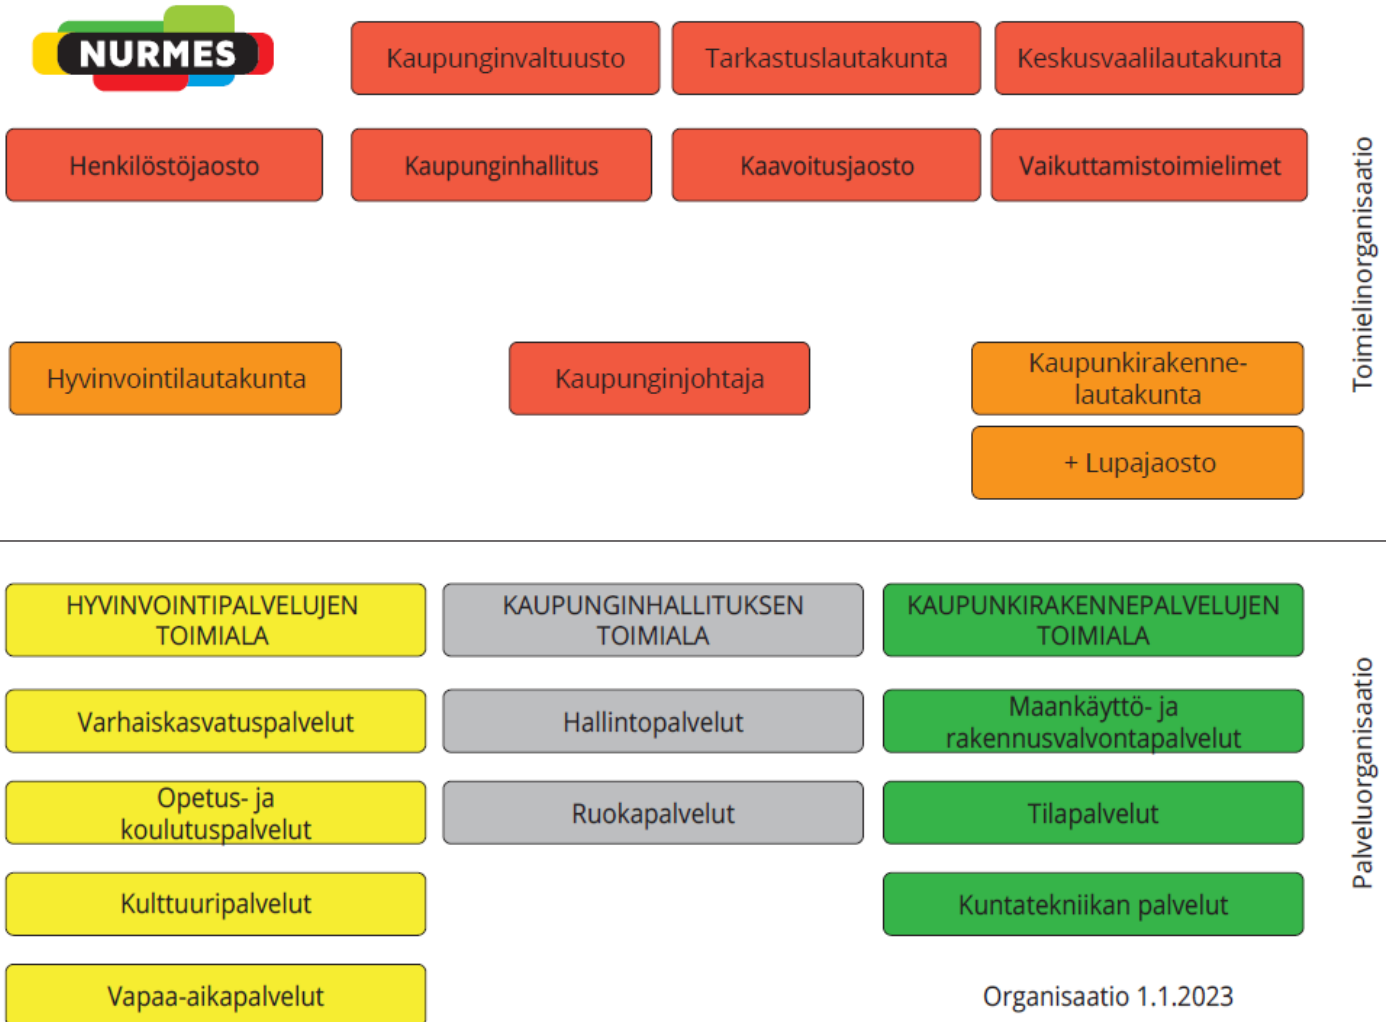 NURMES
Kaupunginvaltuusto
Tarkastuslautakunta
Keskusvaalilautakunta
Henkilöstöjaosto
Kaupunginhallitus
Kaavoitusjaosto
Vaikuttamistoimielimet
Toimielinorganisaatio
Hyvinvointilautakunta
Kaupunginjohtaja
Kaupunkirakenne-
lautakunta
+ Lupajaosto
HYVINVOINTIPALVELUJEN
TOIMIALA
KAUPUNGINHALLITUKSEN
TOIMIALA
KAUPUNKIRAKENNEPALVELUJEN
TOIMIALA
Palveluorganisaatio
Varhaiskasvatuspalvelut
Hallintopalvelut
Maankäyttö- ja
rakennusvalvontapalvelut
Opetus- ja
koulutuspalvelut
Ruokapalvelut
Tilapalvelut
Kulttuuripalvelut
Kuntatekniikan palvelut
Vapaa-aikapalvelut
Organisaatio 1.1.2023